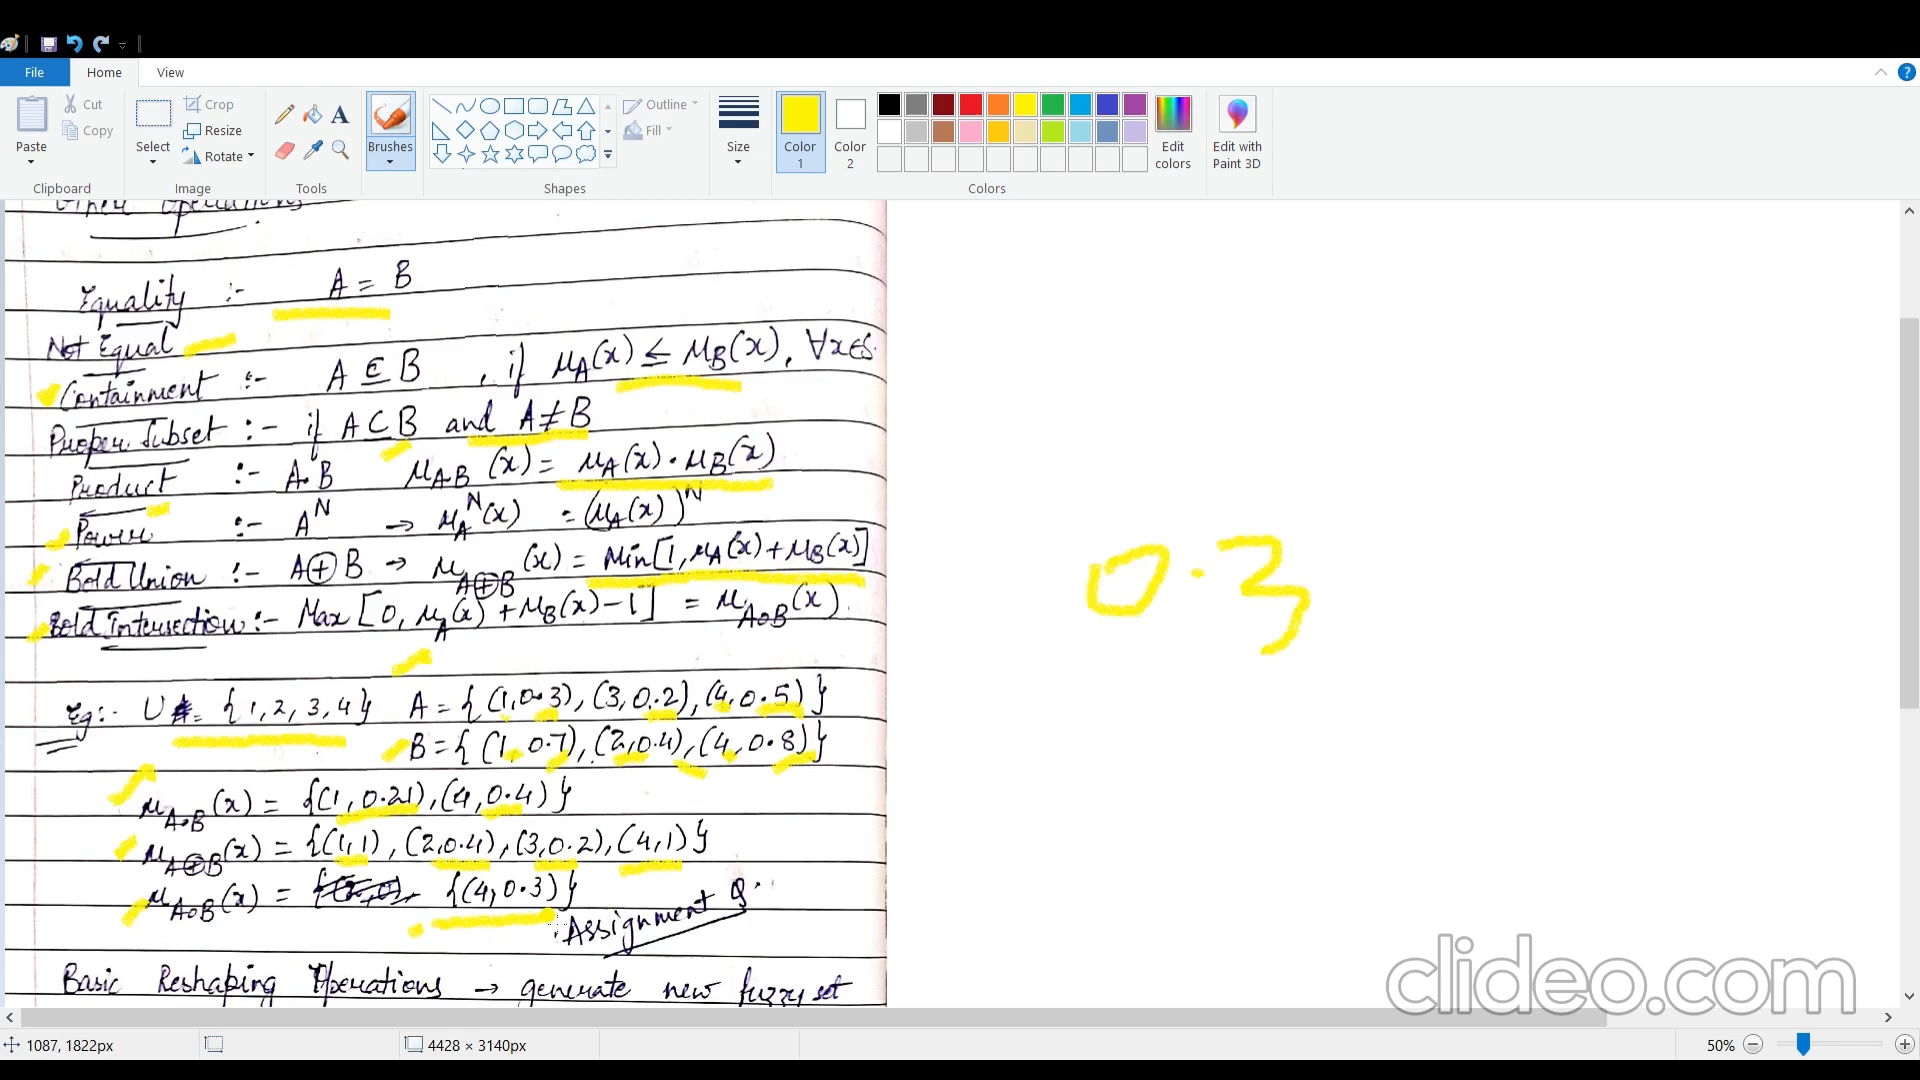 File Home View
Paste Cut Copy Select Crop Resize Rotate Brushes Outline Fill Size Color 1 Color 2 Edit colors Edit with Paint 3D
Clipboard Image Tools Shapes Colors
Other Operations
Equality :- A = B
Not Equal
Containment :- A ⊆ B , if μA(x) ≤ μB(x), ∀x∈S.
Proper Subset :- if A ⊂ B and A ≠ B
Product :- A.B μA.B (x) = μA(x) • μB(x)
Power :- A^N → μA^N(x) = (μA(x))^N
Bold Union :- A⊕B → μA⊕B (x) = Min[1, μA(x) + μB(x)]
Bold Intersection :- Max [0, μA(x) + μB(x) - 1] = μA⊙B (x).
0.3
Eg:- U = {1, 2, 3, 4} A = { (1, 0.3), (3, 0.2), (4, 0.5) }
B = { (1, 0.7), (2, 0.4), (4, 0.8) }
μA•B (x) = {(1, 0.21), (4, 0.4) }
μA⊕B (x) = {(1, 1), (2, 0.4), (3, 0.2), (4, 1) }
μA⊙B (x) = {(4, 0.3)}
Assignment Q.
Basic Reshaping Operations → generate new fuzzy set
clideo.com
1087, 1822px 4428 × 3140px 50%